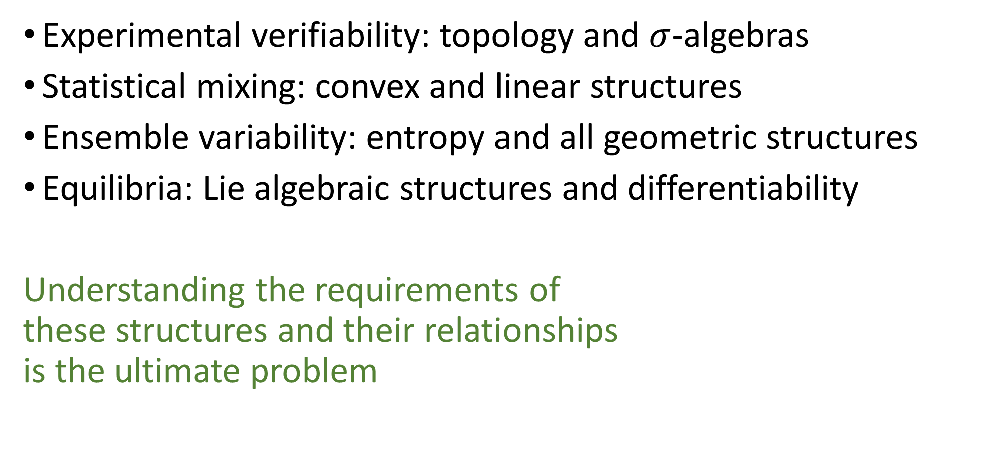 • Experimental verifiability: topology and 𝜎-algebras
• Statistical mixing: convex and linear structures
• Ensemble variability: entropy and all geometric structures
• Equilibria: Lie algebraic structures and differentiability
Understanding the requirements of
these structures and their relationships
is the ultimate problem